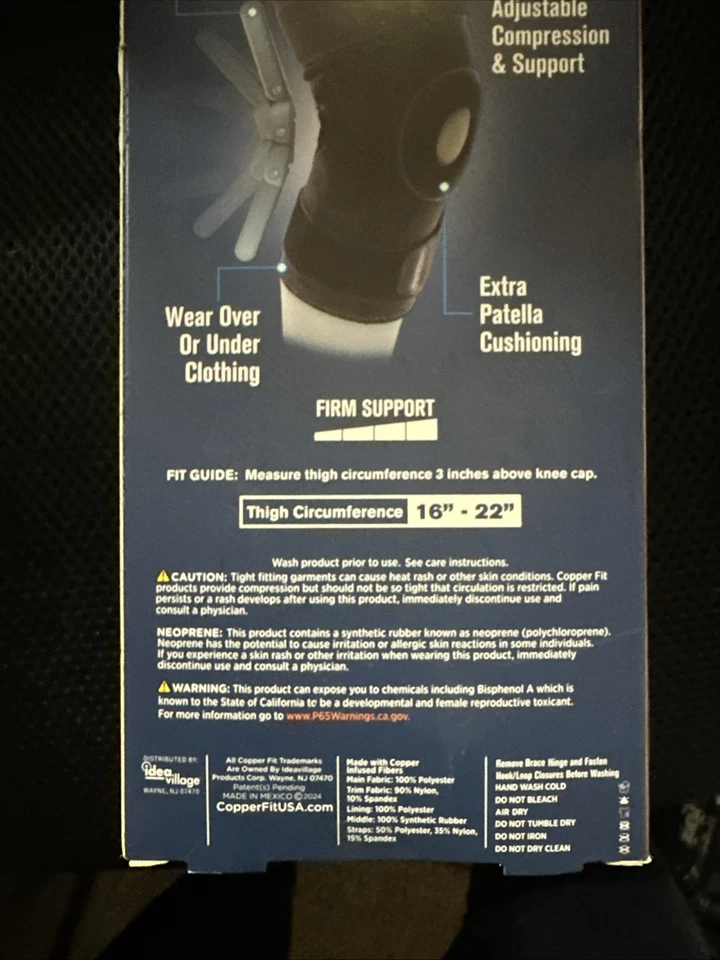 Adjustable
Compression
& Support
Extra
Patella
Cushioning
Wear Over
Or Under
Clothing
FIRM SUPPORT
FIT GUIDE: Measure thigh circumference 3 inches above knee cap.
Thigh Circumference 16” - 22”
Wash product prior to use. See care instructions.
CAUTION: Tight fitting garments can cause heat rash or other skin conditions. Copper Fit
products provide compression but should not be so tight that circulation is restricted. If pain
persists or a rash develops after using this product, immediately discontinue use and
consult a physician.
NEOPRENE: This product contains a synthetic rubber known as neoprene (polychloroprene).
Neoprene has the potential to cause irritation or allergic skin reactions in some individuals.
If you experience a skin rash or other irritation when wearing this product, immediately
discontinue use and consult a physician.
WARNING: This product can expose you to chemicals including Bisphenol A which is
known to the State of California to be a developmental and female reproductive toxicant.
For more information go to www.P65Warnings.ca.gov.
DISTRIBUTED BY:
idea
village
WAYNE, NJ 07470
All Copper Fit Trademarks
Are Owned By Ideavillage
Products Corp. Wayne, NJ 07470
Patent(s) Pending
MADE IN MEXICO ©2024
CopperFitUSA.com
Made with Copper
Infused Fibers
Main Fabric: 100% Polyester
Trim Fabric: 90% Nylon,
10% Spandex
Lining: 100% Polyester
Middle: 100% Synthetic Rubber
Straps: 50% Polyester, 35% Nylon,
15% Spandex
Remove Brace Hinge and Fasten
Hook/Loop Closures Before Washing
HAND WASH COLD
DO NOT BLEACH
AIR DRY
DO NOT TUMBLE DRY
DO NOT IRON
DO NOT DRY CLEAN